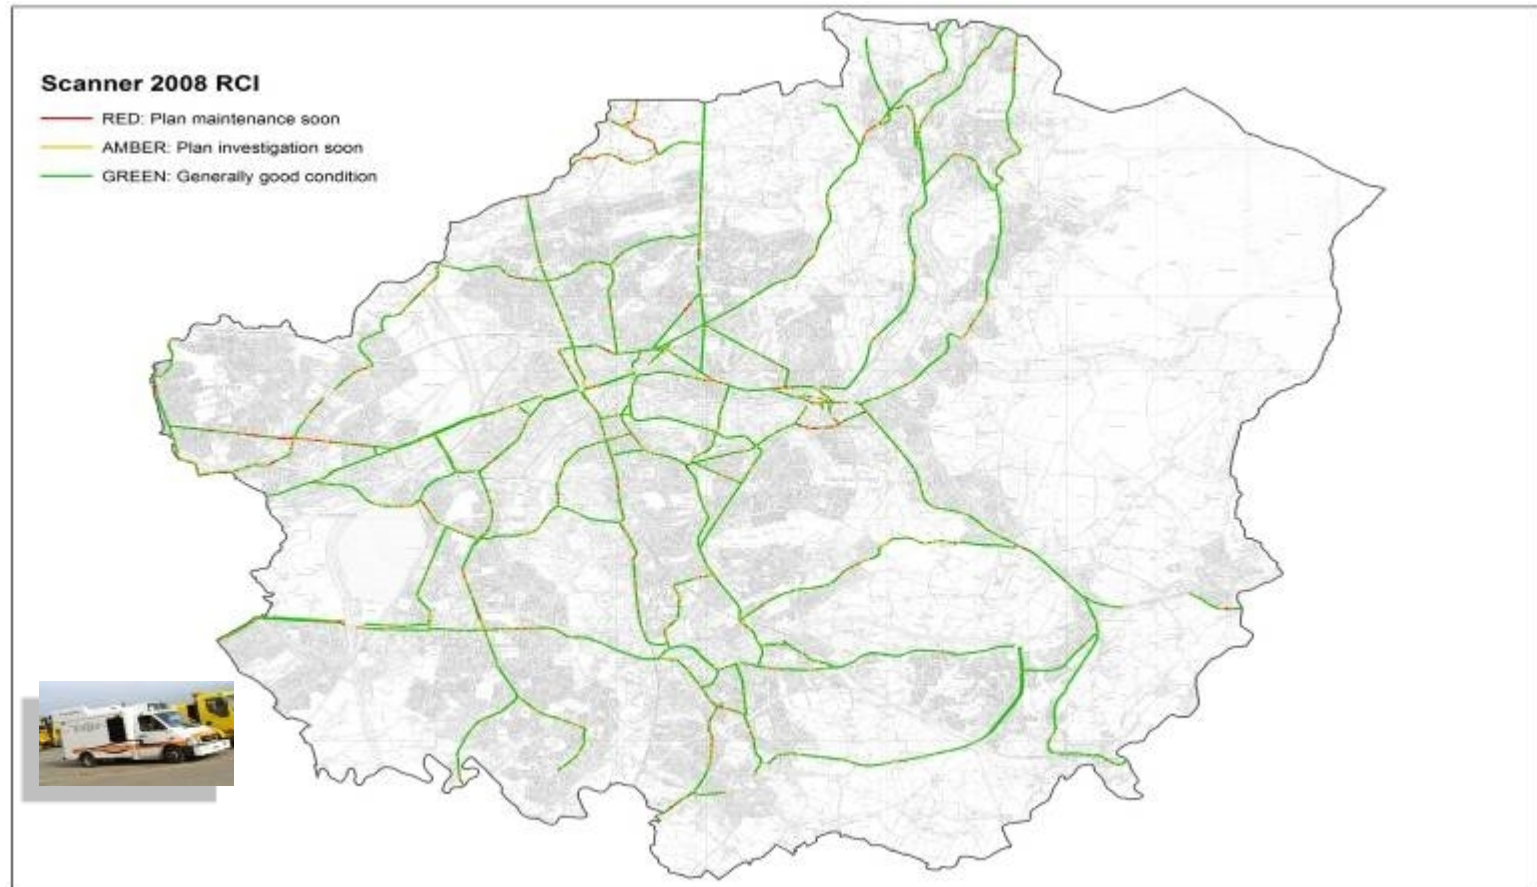 Scanner 2008 RCI
RED: Plan maintenance soon
AMBER: Plan investigation soon
GREEN: Generally good condition